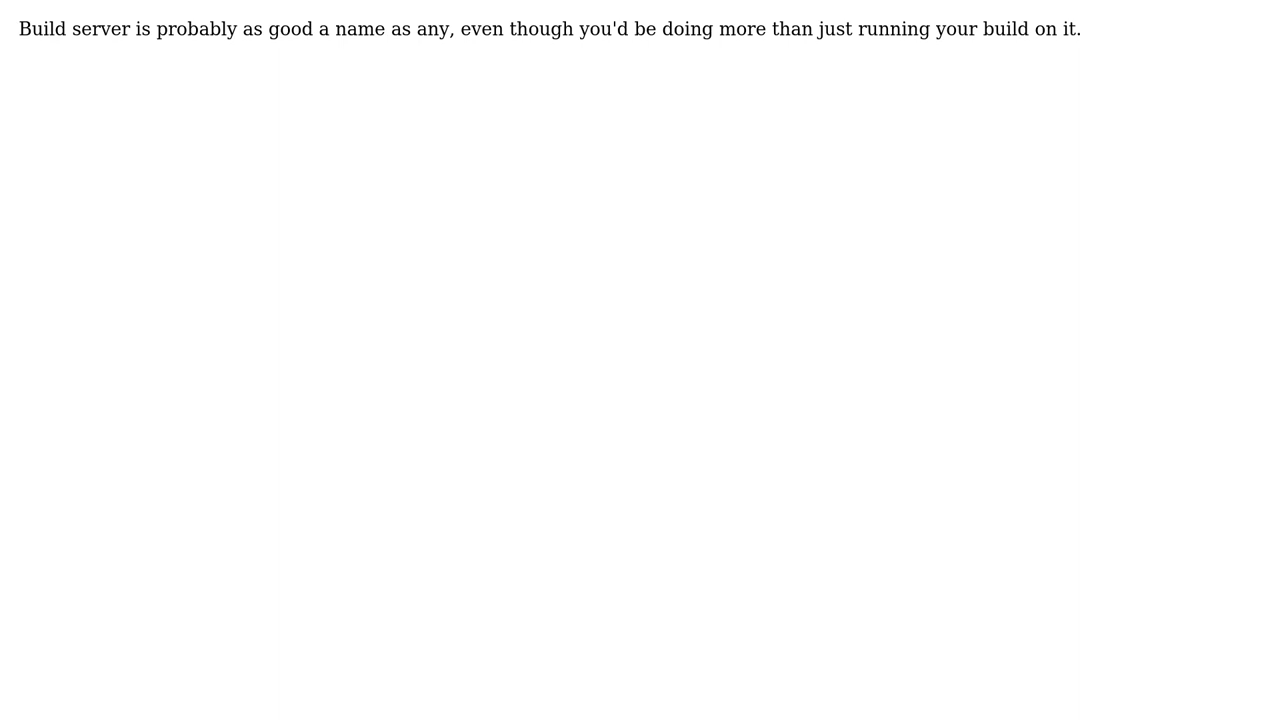 Build server is probably as good a name as any, even though you'd be doing more than just running your build on it.